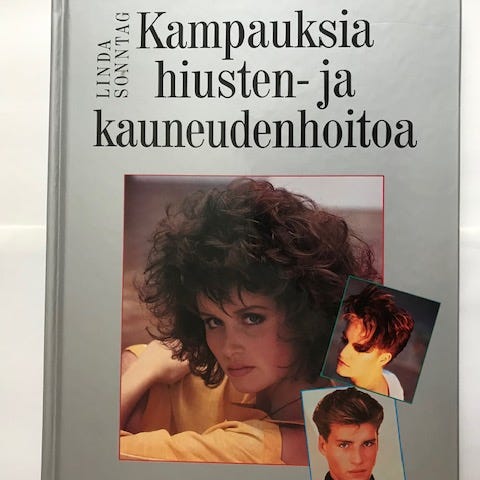 LINDA
SONNTAG
Kampauksia
hiusten- ja
kauneudenhoitoa